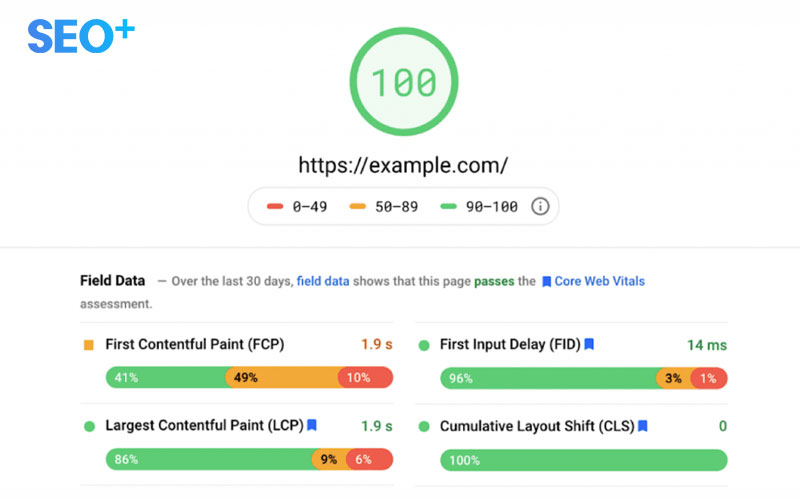 SEO+
100
https://example.com/
0–49 50–89 90–100
Field Data — Over the last 30 days, field data shows that this page passes the Core Web Vitals
assessment.
First Contentful Paint (FCP) 1.9 s
41% 49% 10%
First Input Delay (FID) 14 ms
96% 3% 1%
Largest Contentful Paint (LCP) 1.9 s
86% 9% 6%
Cumulative Layout Shift (CLS) 0
100%